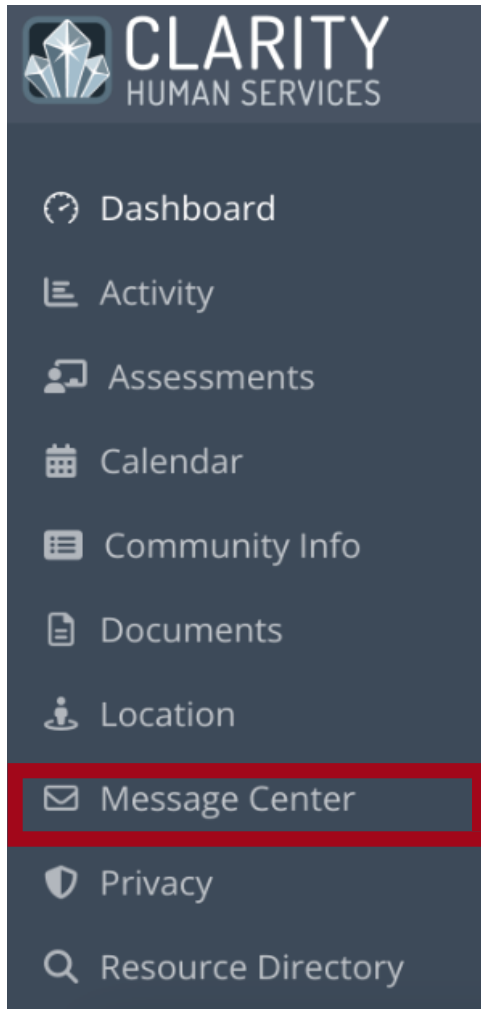 CLARITY
HUMAN SERVICES
Dashboard
Activity
Assessments
Calendar
Community Info
Documents
Location
Message Center
Privacy
Resource Directory